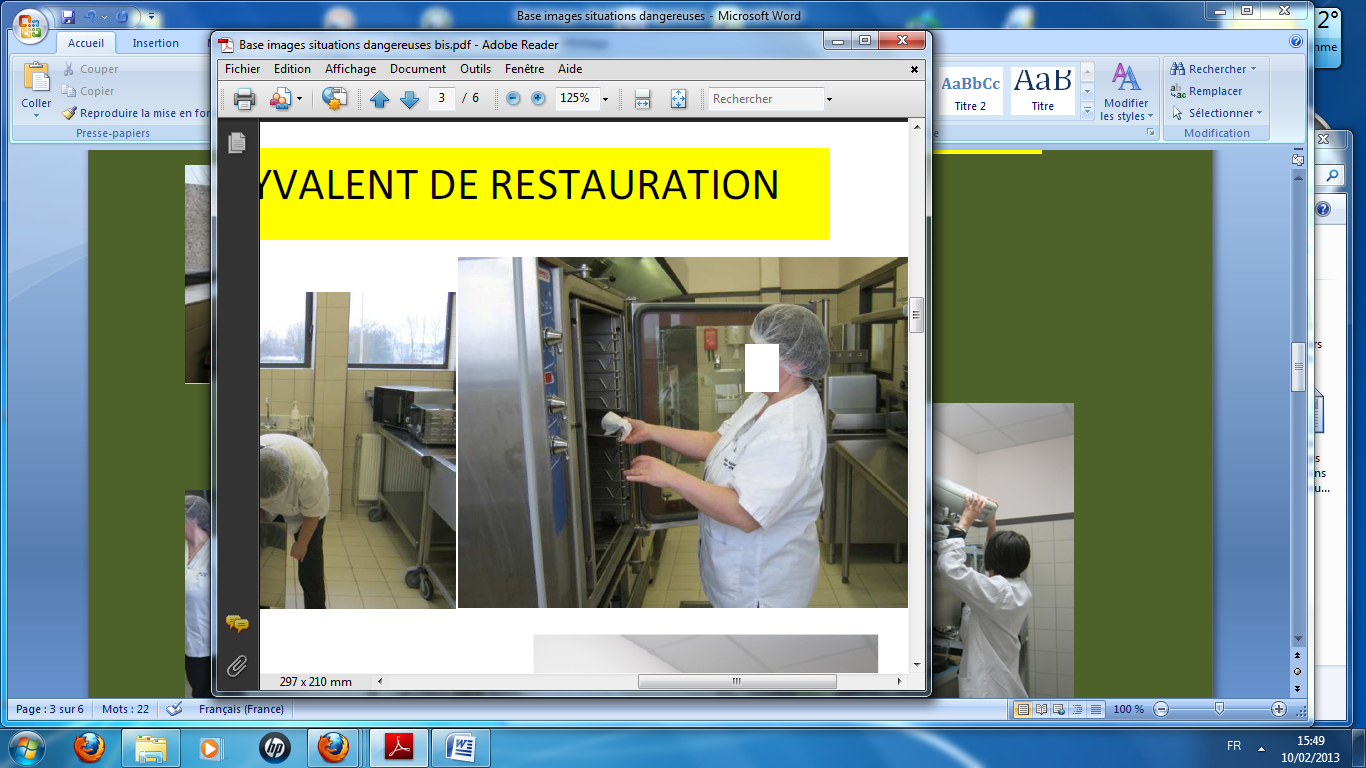 Base images situations dangereuses - Microsoft Word
2°
Accueil
Insertion
Couper
Copier
Reproduire la mise en for
Coller
Presse-papiers
AaBbCc
Titre 2
AaB
Titre
Modifier
les styles
Rechercher
Remplacer
Sélectionner
Modification
Base images situations dangereuses bis.pdf - Adobe Reader
Fichier Edition Affichage Document Outils Fenêtre Aide
3 / 6
125%
Rechercher
YVALENT DE RESTAURATION
297 x 210 mm
Page : 3 sur 6
Mots : 22
Français (France)
100 %
hp
FR
15:49
10/02/2013